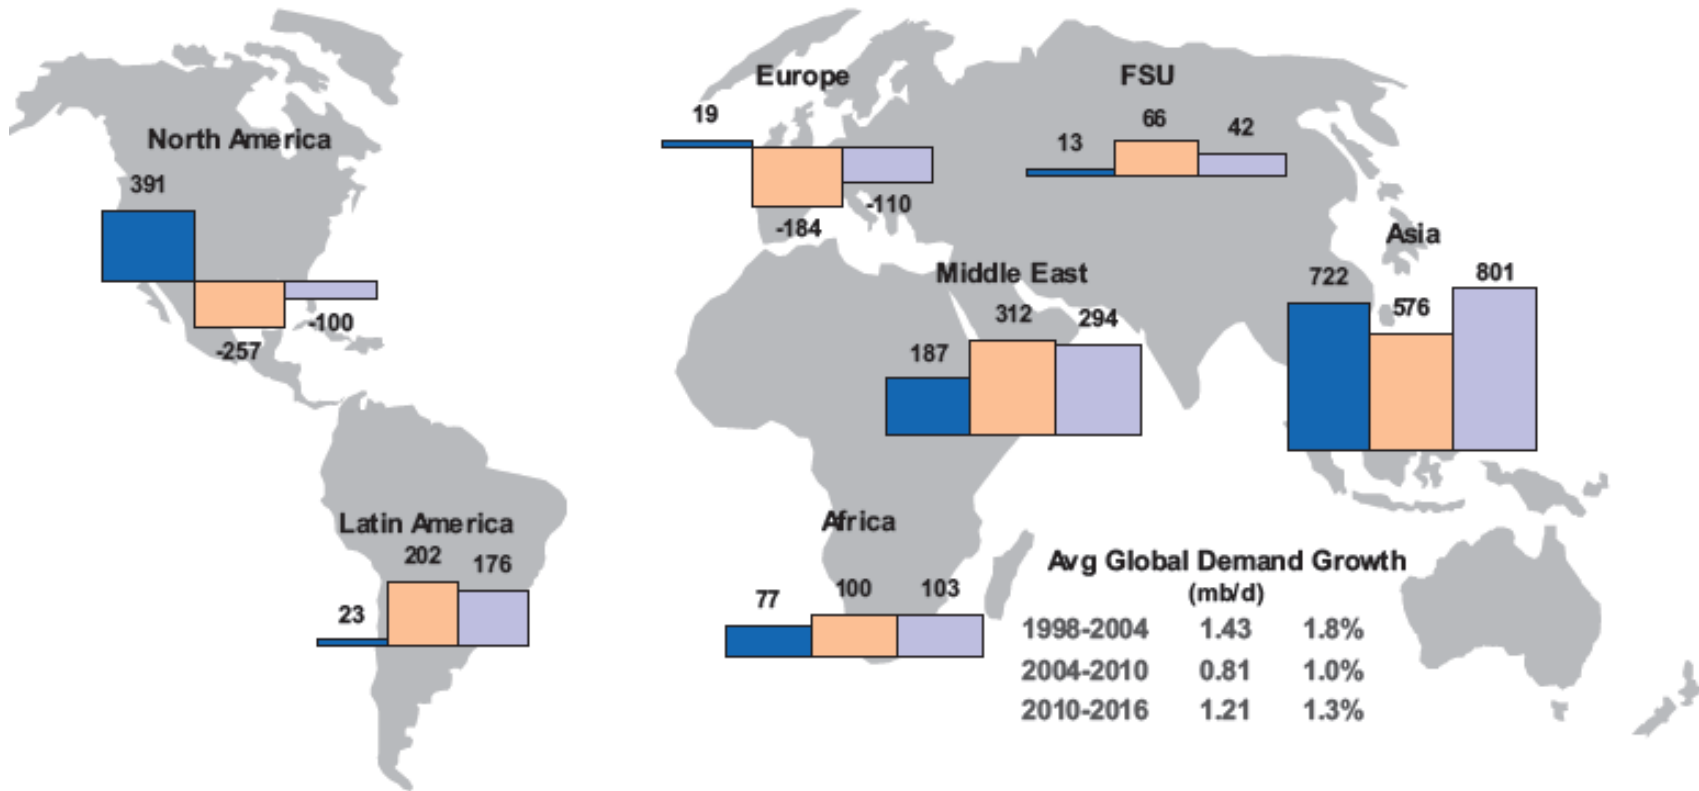 North America
391
-257
-100
Europe
19
-184
-110
FSU
13
66
42
Middle East
187
312
294
Asia
722
576
801
Latin America
23
202
176
Africa
77
100
103
Avg Global Demand Growth
(mb/d)
1998-2004 1.43 1.8%
2004-2010 0.81 1.0%
2010-2016 1.21 1.3%